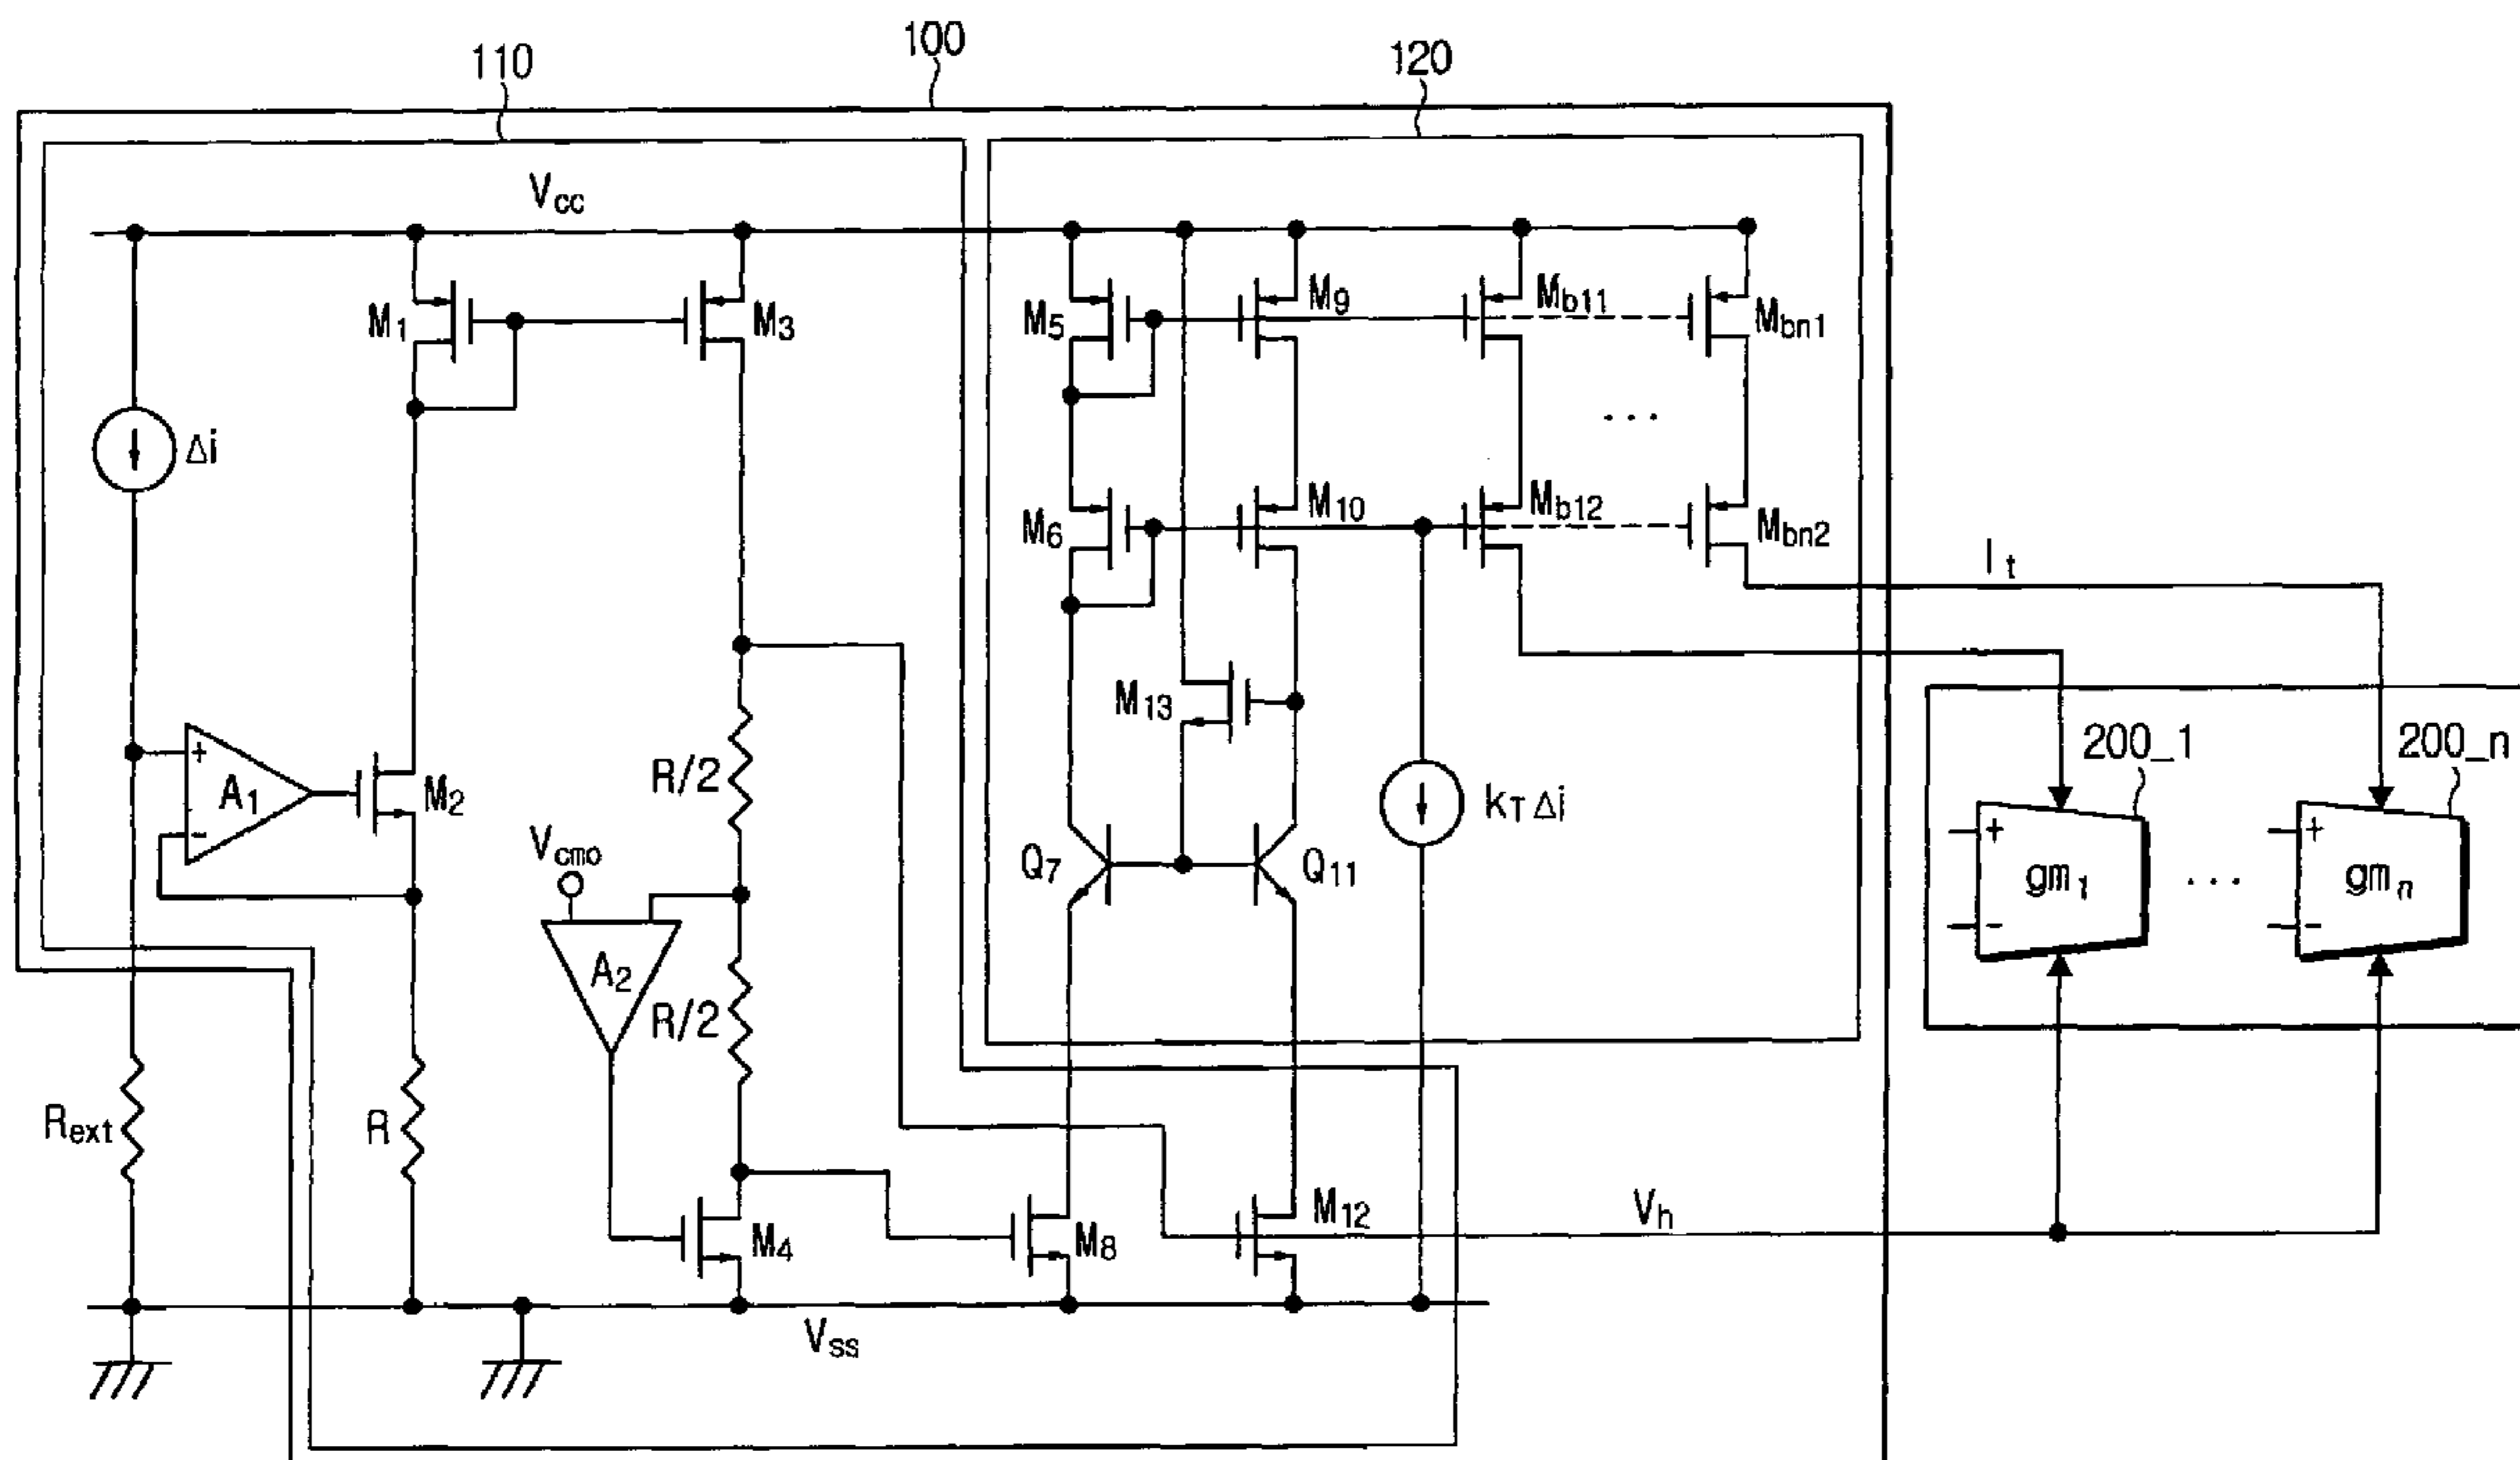 100
110
120
Vcc
M1
M3
M5
M9
Mb11
Mbn1
Δi
...
M6
M10
Mb12
Mbn2
It
M13
200_1
200_n
+
A1
-
M2
R/2
kTΔi
Vcmo
Q7
Q11
+
gm1
-
...
+
gmn
-
A2
R/2
Rext
R
M4
M8
M12
Vh
Vss